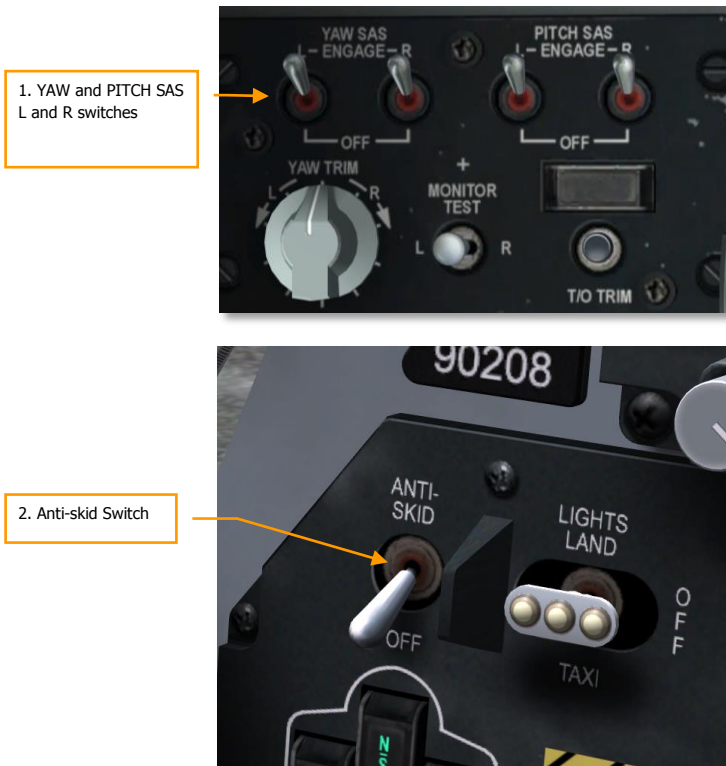 1. YAW and PITCH SAS
L and R switches
YAW SAS
L – ENGAGE – R
OFF
PITCH SAS
L – ENGAGE – R
OFF
YAW TRIM
L R
+
MONITOR
TEST
L R
T/O TRIM
90208
2. Anti-skid Switch
ANTI-
SKID
OFF
LIGHTS
LAND
OFF
TAXI
N
S